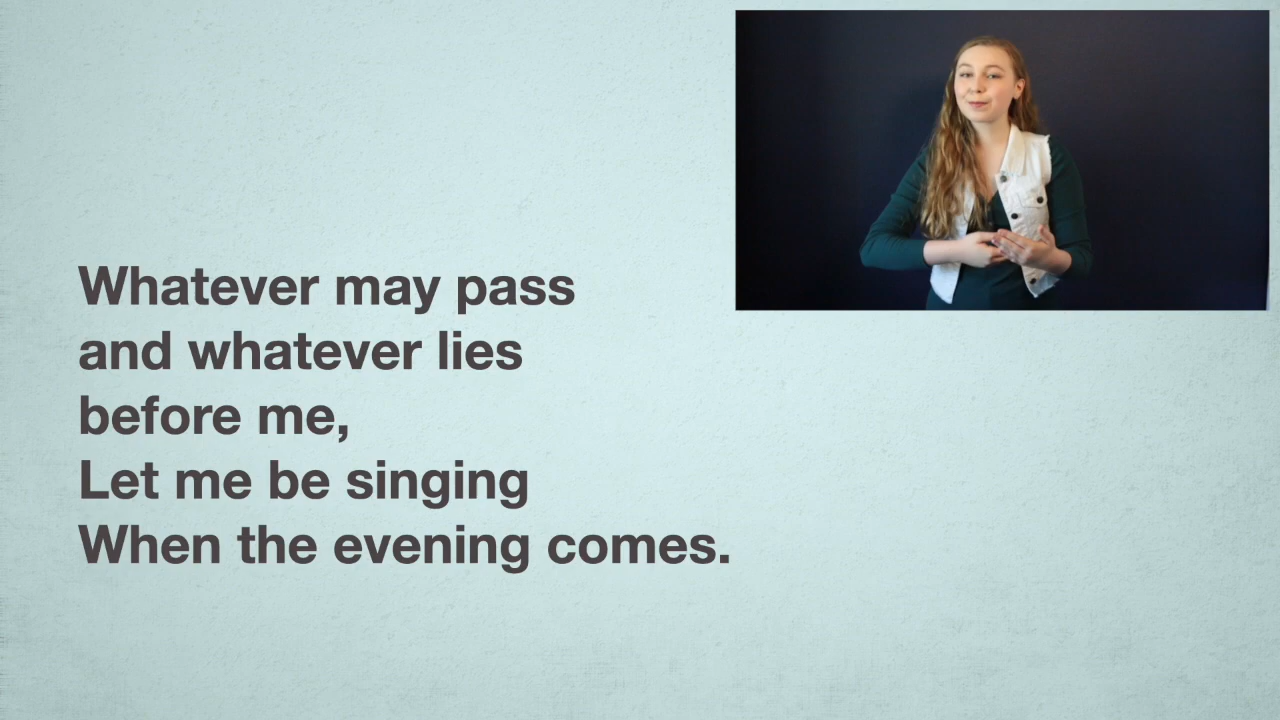 Whatever may pass
and whatever lies
before me,
Let me be singing
When the evening comes.